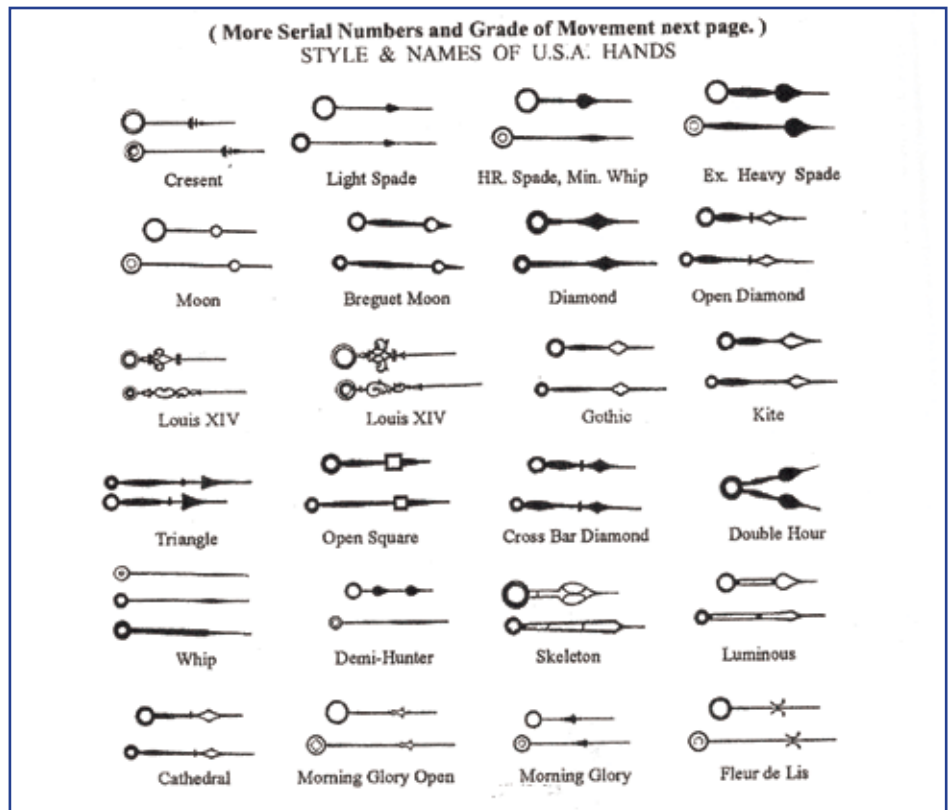 ( More Serial Numbers and Grade of Movement next page. )
STYLE & NAMES OF U.S.A. HANDS
Cresent Light Spade HR. Spade, Min. Whip Ex. Heavy Spade
Moon Breguet Moon Diamond Open Diamond
Louis XIV Louis XIV Gothic Kite
Triangle Open Square Cross Bar Diamond Double Hour
Whip Demi-Hunter Skeleton Luminous
Cathedral Morning Glory Open Morning Glory Fleur de Lis